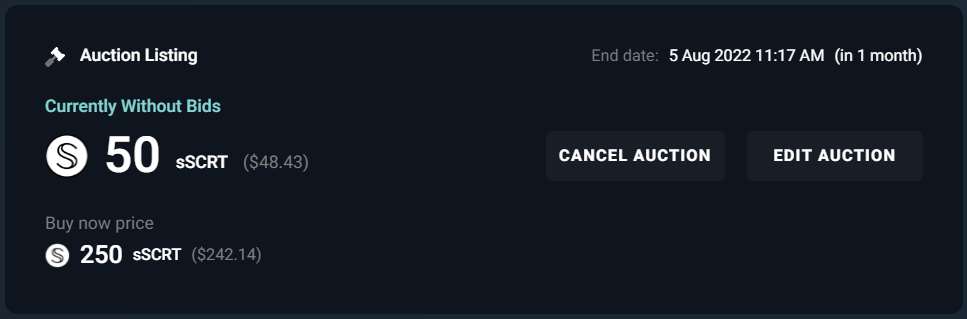 Auction Listing
End date: 5 Aug 2022 11:17 AM (in 1 month)
Currently Without Bids
50 sSCRT ($48.43)
CANCEL AUCTION
EDIT AUCTION
Buy now price
250 sSCRT ($242.14)